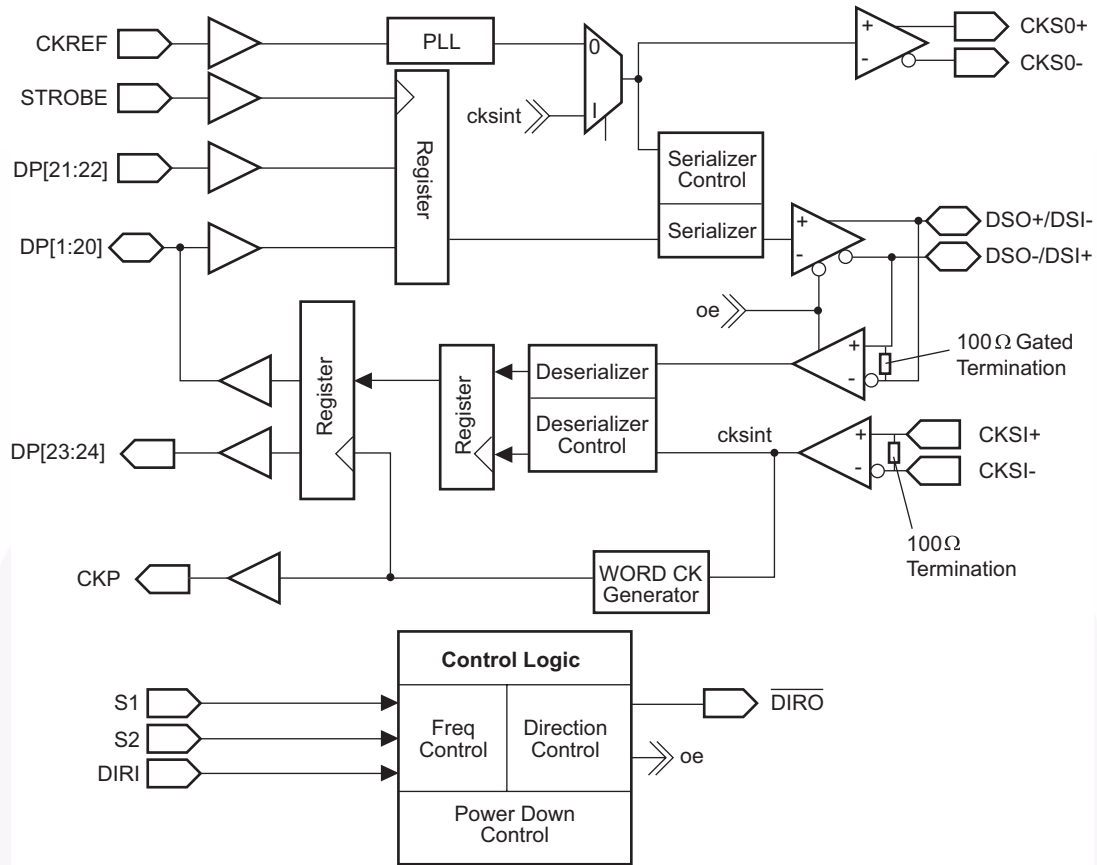 CKREF
PLL
0
+
-
CKS0+
CKS0-
STROBE
cksint
I
DP[21:22]
Register
Serializer
Control
Serializer
DP[1:20]
+
-
DSO+/DSI-
DSO-/DSI+
oe
+
-
100Ω Gated
Termination
Register
Register
Deserializer
Deserializer
Control
cksint
+
-
CKSI+
CKSI-
DP[23:24]
100Ω
Termination
CKP
WORD CK
Generator
Control Logic
S1
S2
DIRI
Freq
Control
Direction
Control
DIRO
oe
Power Down
Control